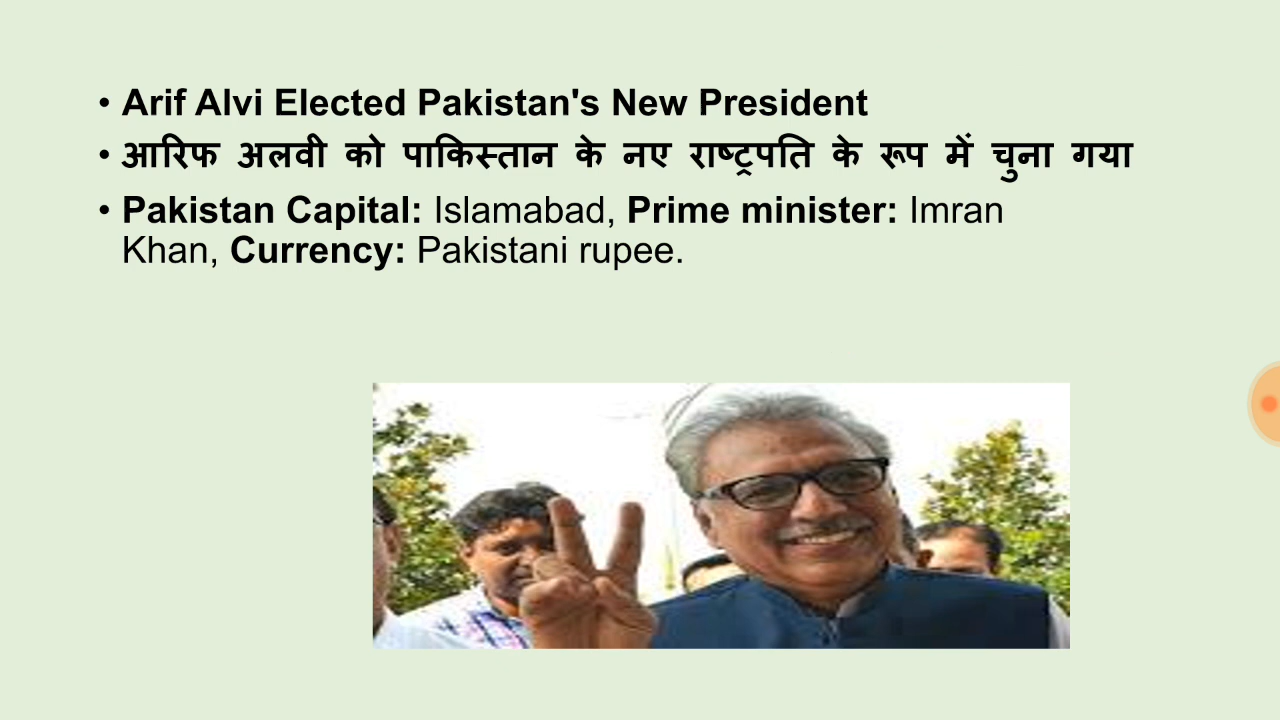 • Arif Alvi Elected Pakistan's New President
• आरिफ अलवी को पाकिस्तान के नए राष्ट्रपति के रूप में चुना गया
• Pakistan Capital: Islamabad, Prime minister: Imran
Khan, Currency: Pakistani rupee.